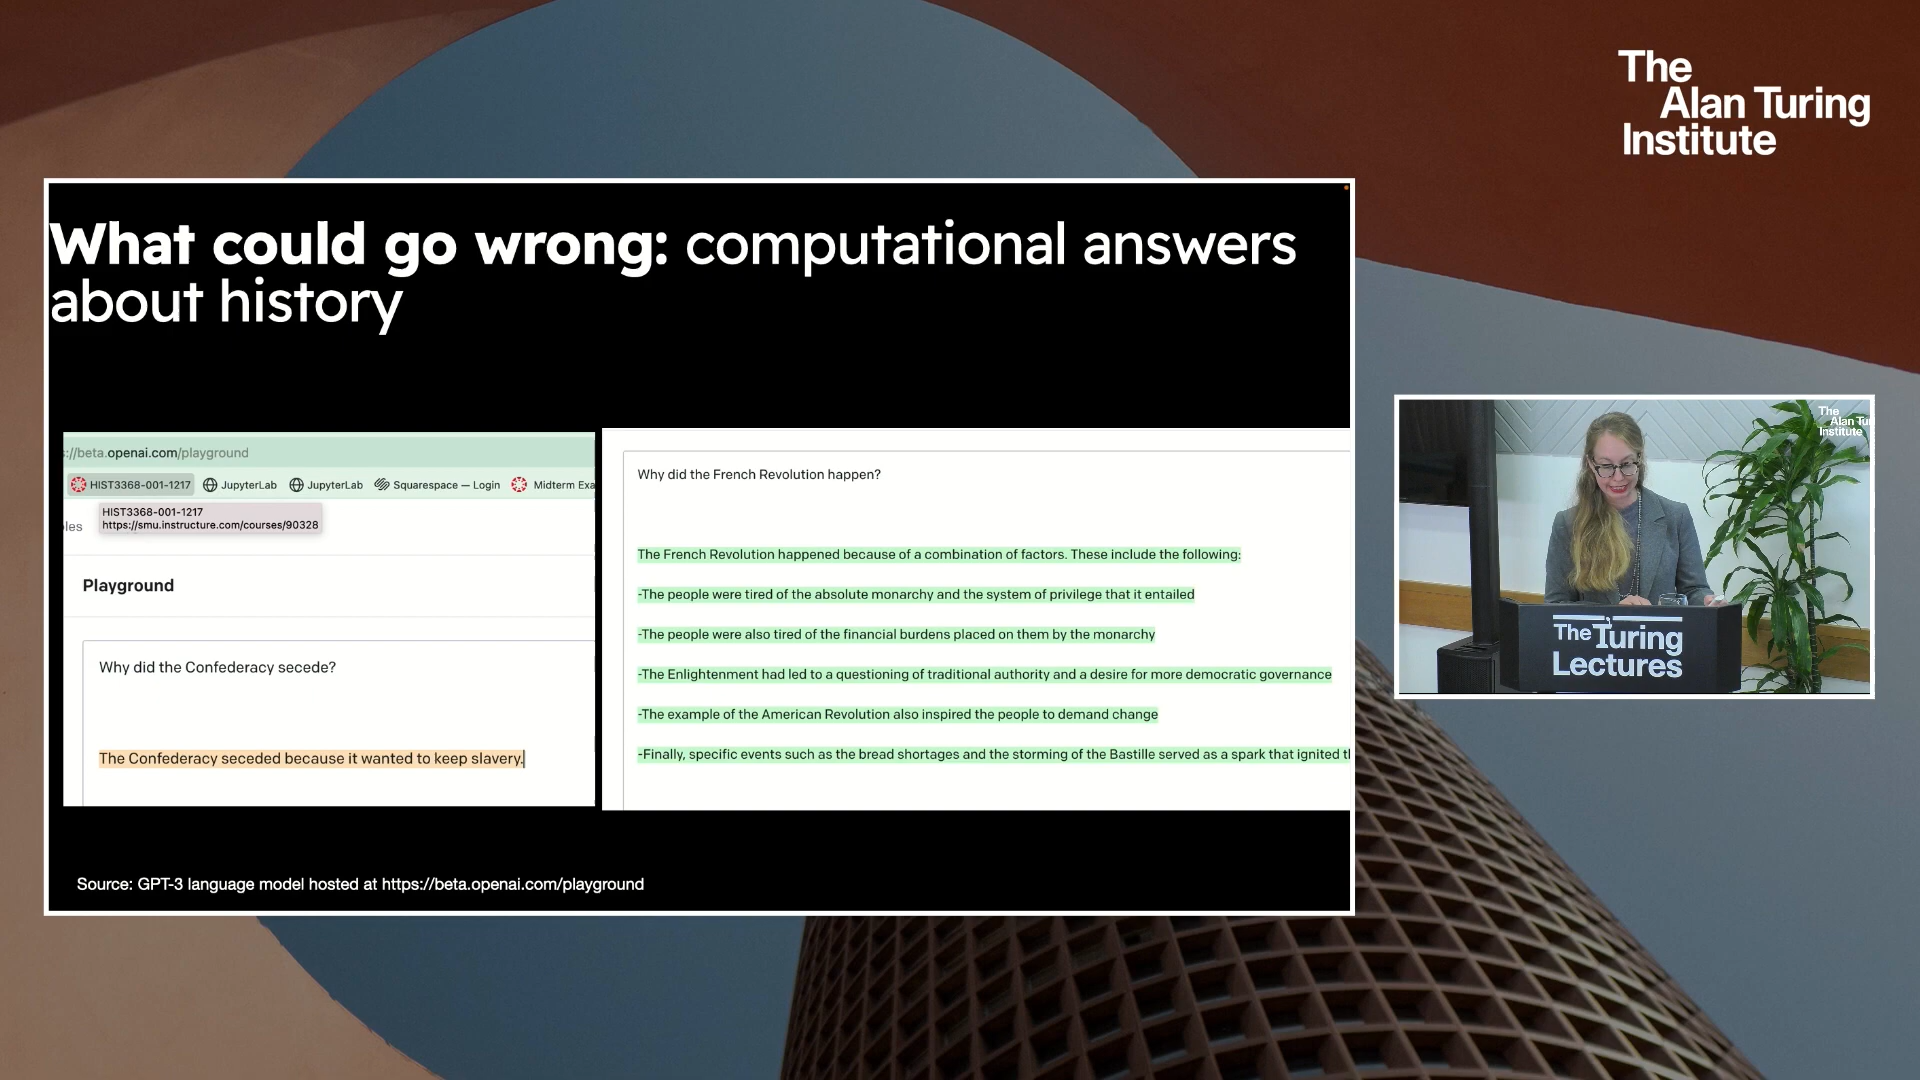 The
Alan Turing
Institute
What could go wrong: computational answers
about history
s://beta.openai.com/playground
HIST3368-001-1217
JupyterLab
JupyterLab
Squarespace — Login
Midterm Exa
HIST3368-001-1217
https://smu.instructure.com/courses/90328
les
Playground
Why did the Confederacy secede?
The Confederacy seceded because it wanted to keep slavery.
Why did the French Revolution happen?
The French Revolution happened because of a combination of factors. These include the following:
-The people were tired of the absolute monarchy and the system of privilege that it entailed
-The people were also tired of the financial burdens placed on them by the monarchy
-The Enlightenment had led to a questioning of traditional authority and a desire for more democratic governance
-The example of the American Revolution also inspired the people to demand change
-Finally, specific events such as the bread shortages and the storming of the Bastille served as a spark that ignited tl
Source: GPT-3 language model hosted at https://beta.openai.com/playground
The
Alan Tu
Institute
The Turing
Lectures